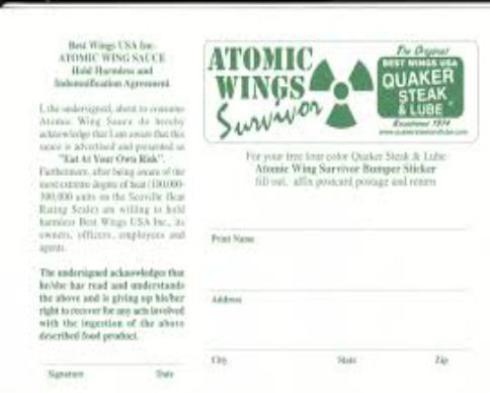 Best Wings USA Inc.
ATOMIC WING SAUCE
Hold Harmless and
Indemnification Agreement
I, the undersigned, about to consume
Atomic Wing Sauce do hereby
acknowledge that I am aware that this
sauce is advertised and presented as
"Eat At Your Own Risk".
Furthermore, after being aware of the
most extreme degree of heat (100,000-
300,000 units on the Scoville Heat
Rating Scale) am willing to hold
harmless Best Wings USA Inc., its
owners, officers, employees and
agents.
The undersigned acknowledges that
he/she has read and understands
the above and is giving up his/her
right to recover for any acts involved
with the ingestion of the above
described food product.
Signature Date
ATOMIC
WINGS
Survivor
The Original
BEST WINGS USA
QUAKER
STEAK
& LUBE
Established 1974
www.quakersteakandlube.com
For your free four color Quaker Steak & Lube
Atomic Wing Survivor Bumper Sticker
fill out, affix postcard postage and return
Print Name
Address
City State Zip